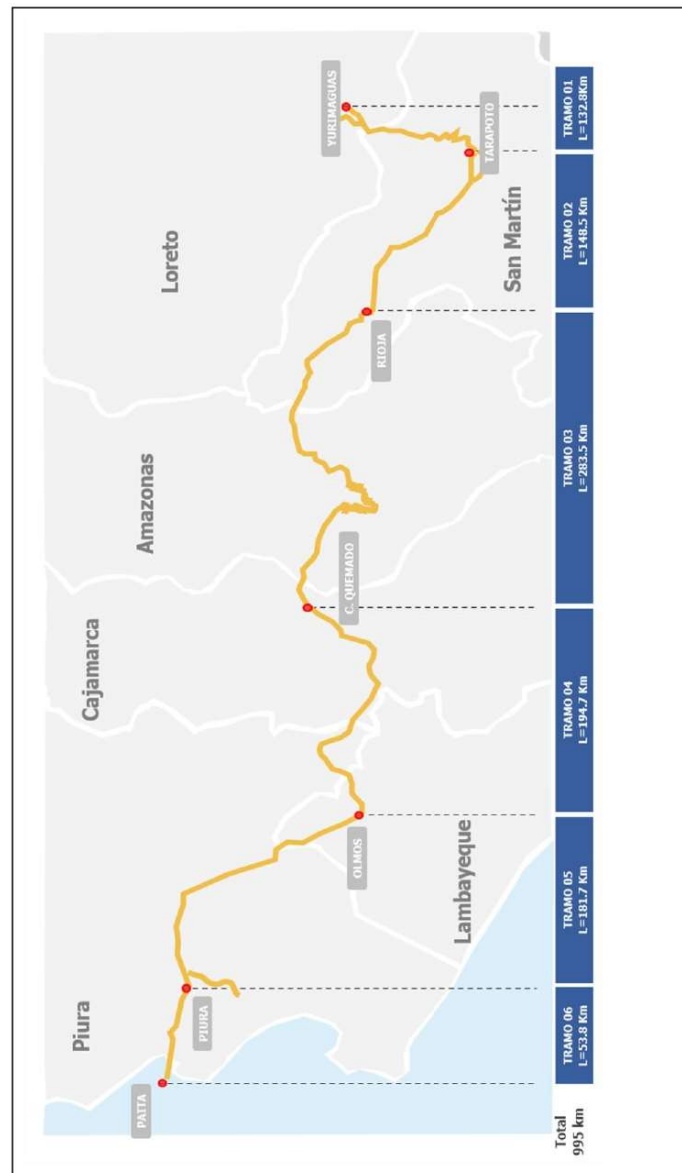 Piura
Cajamarca
Amazonas
Loreto
PAITA
PIURA
YURIMAGUAS
C. QUEMADO
OLMOS
RIOJA
Lambayeque
TARAPOTO
San Martín
Total
995 km
TRAMO 06
L=53.8 Km
TRAMO 05
L=181.7 Km
TRAMO 04
L=194.7 Km
TRAMO 03
L=283.5 Km
TRAMO 02
L=148.5 Km
TRAMO 01
L=132.8Km